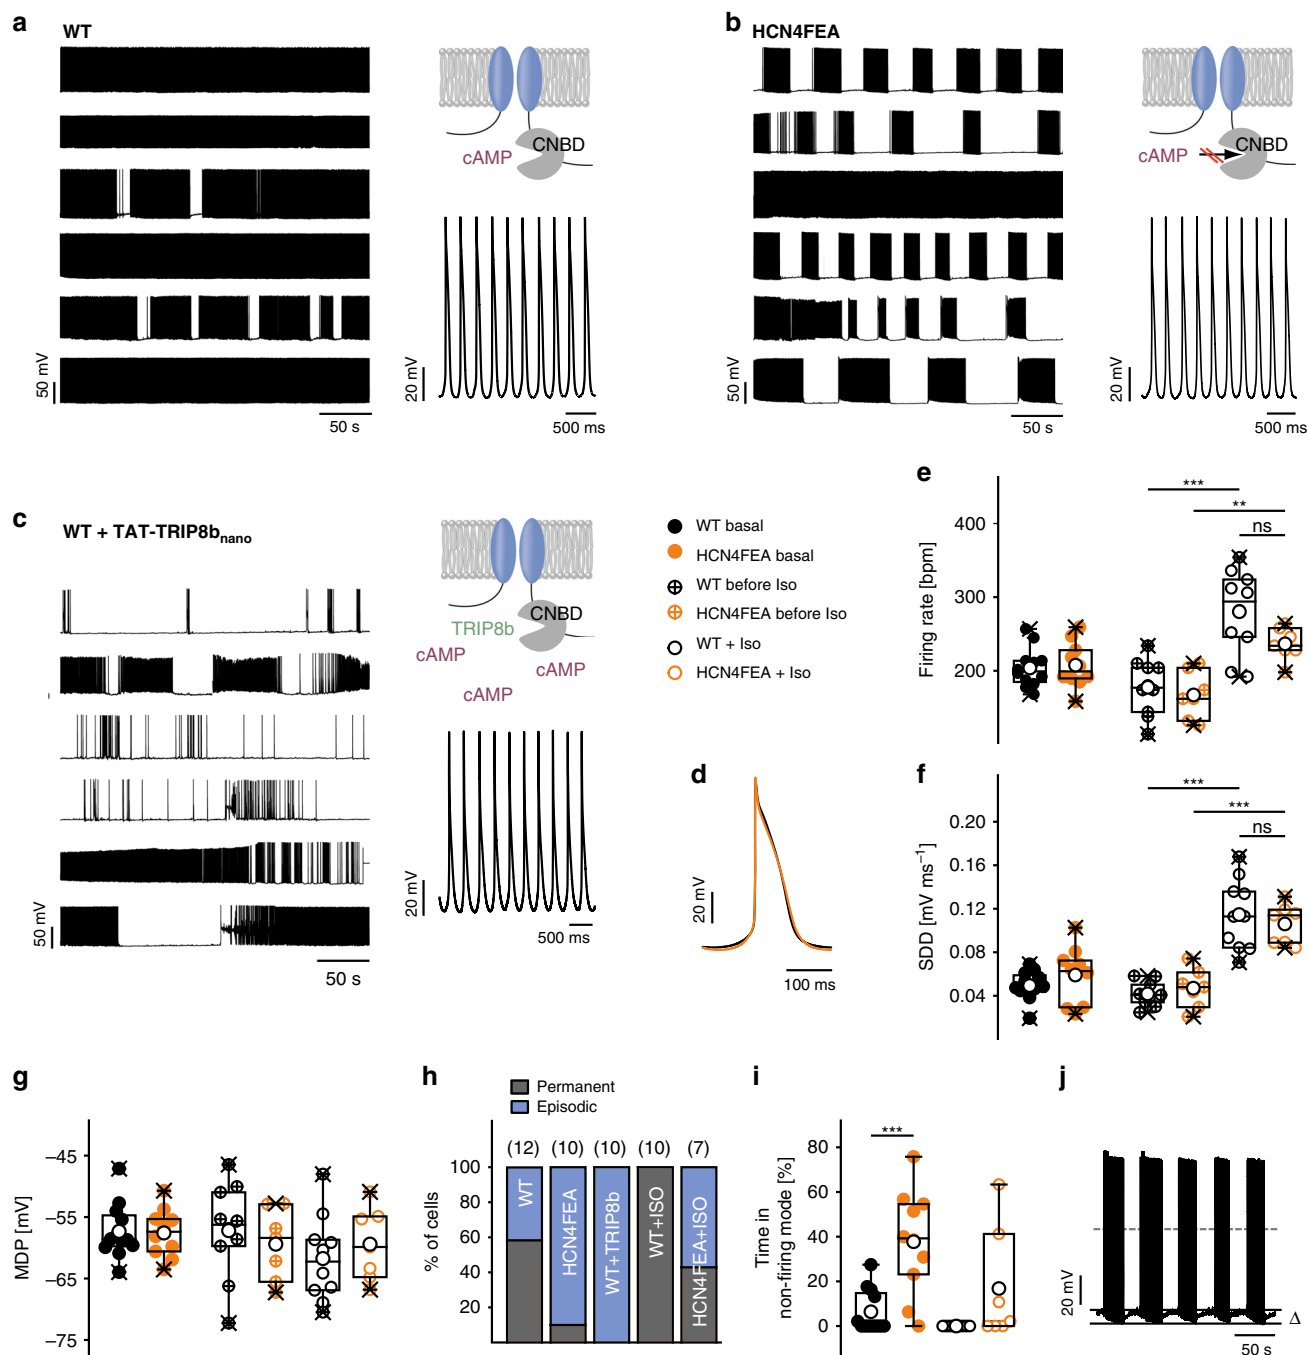 a
WT
CNBD
cAMP
50 mV
50 s
20 mV
500 ms
b
HCN4FEA
CNBD
cAMP
50 mV
50 s
20 mV
500 ms
c
WT + TAT-TRIP8bnano
CNBD
TRIP8b
cAMP
cAMP
cAMP
50 mV
50 s
20 mV
500 ms
WT basal
HCN4FEA basal
WT before Iso
HCN4FEA before Iso
WT + Iso
HCN4FEA + Iso
d
20 mV
100 ms
e
Firing rate [bpm]
400
300
200
***
**
ns
f
SDD [mV ms⁻¹]
0.20
0.16
0.12
0.08
0.04
***
***
ns
g
MDP [mV]
–45
–55
–65
–75
h
Permanent
Episodic
(12) (10) (10) (10) (7)
% of cells
100
80
60
40
20
WT
HCN4FEA
WT+TRIP8b
WT+ISO
HCN4FEA+ISO
i
Time in
non-firing mode [%]
80
60
40
20
0
***
j
20 mV
Δ
50 s